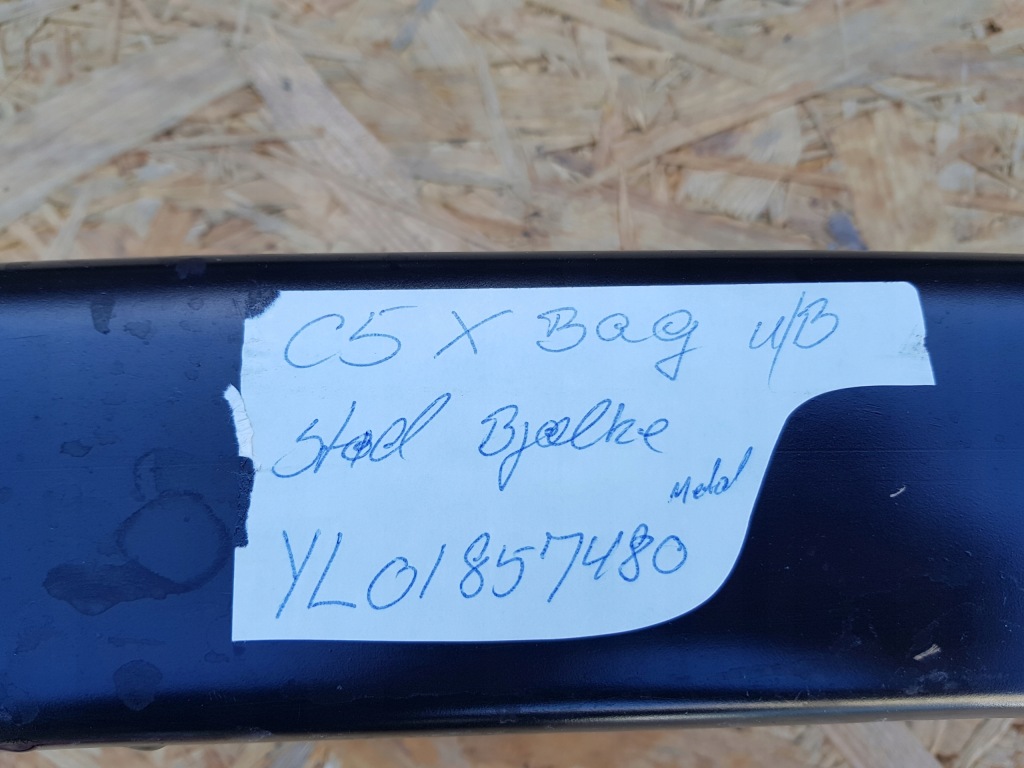 C5 X Bag u/B
Stød Bjælke
Metal
YL01857480